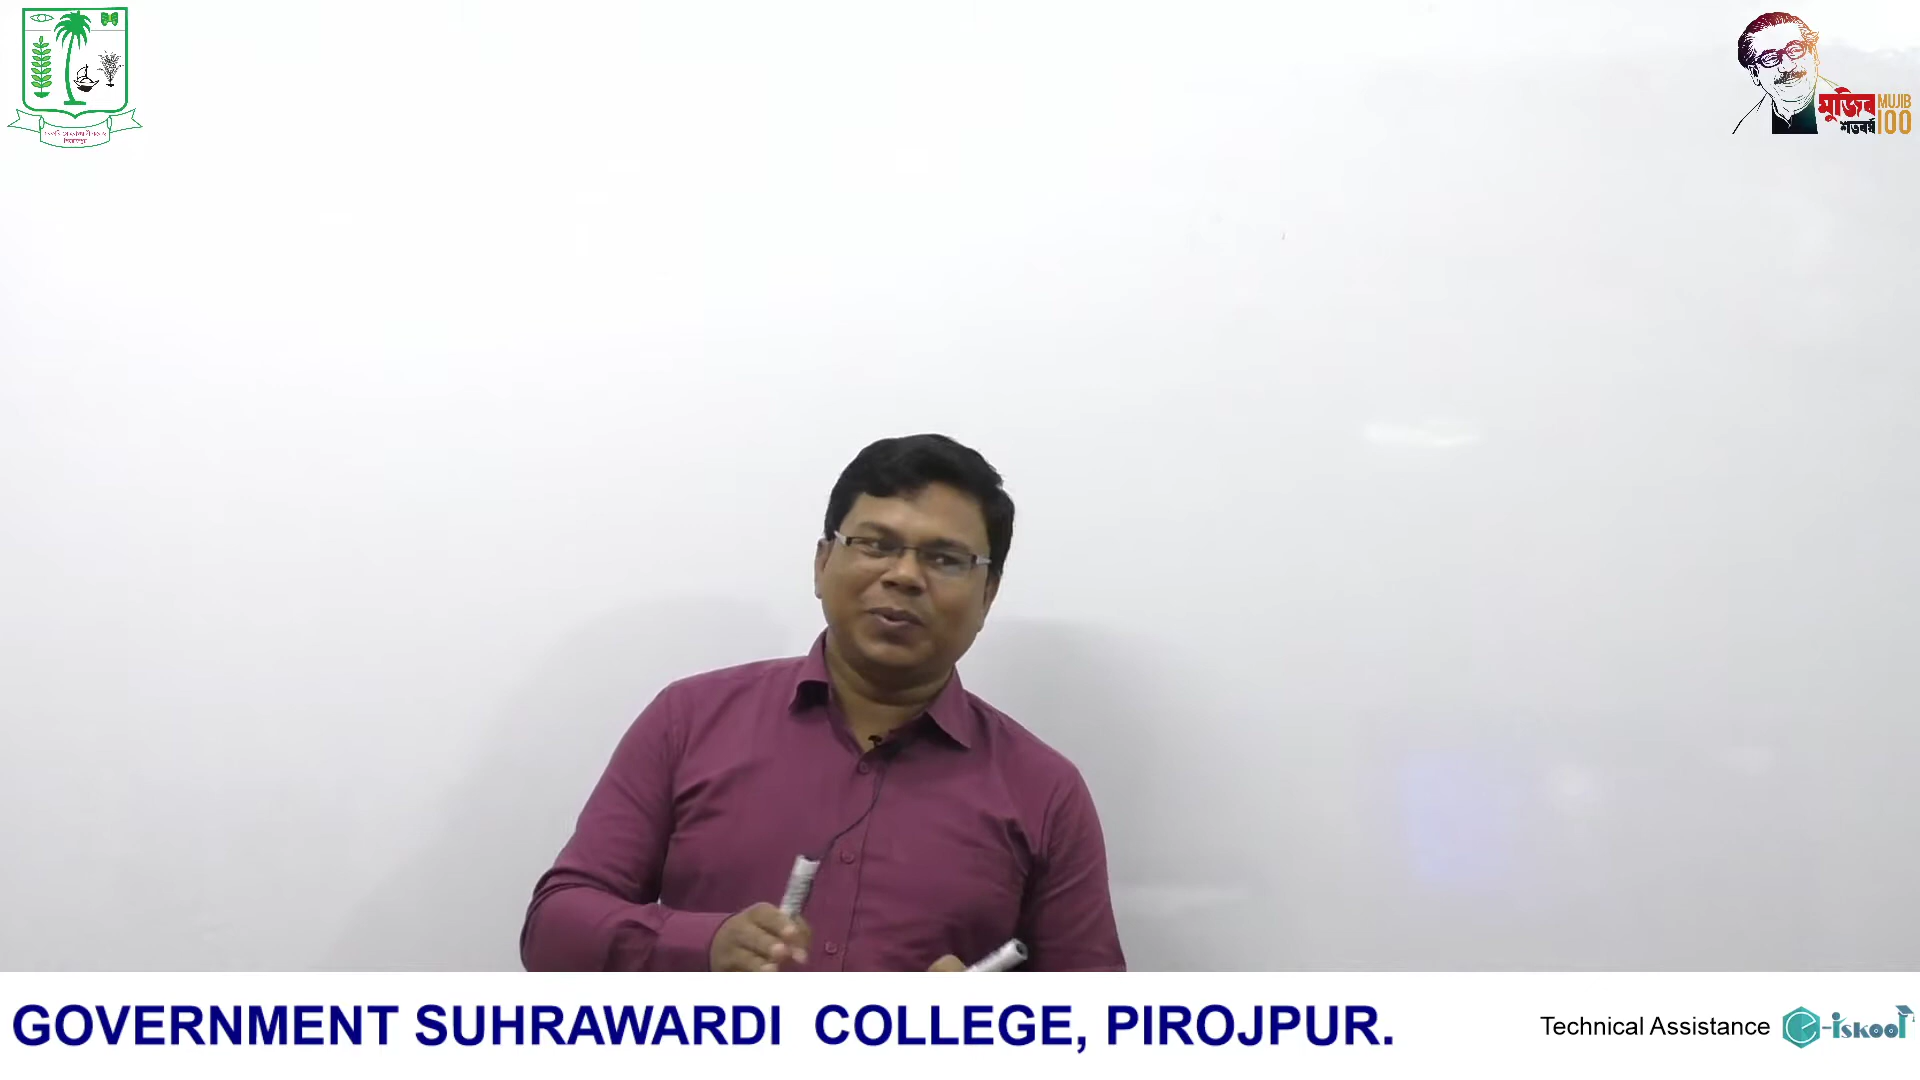 মুজিব
শতবর্ষ
MUJIB
100
GOVERNMENT SUHRAWARDI COLLEGE, PIROJPUR.
Technical Assistance e-iskool